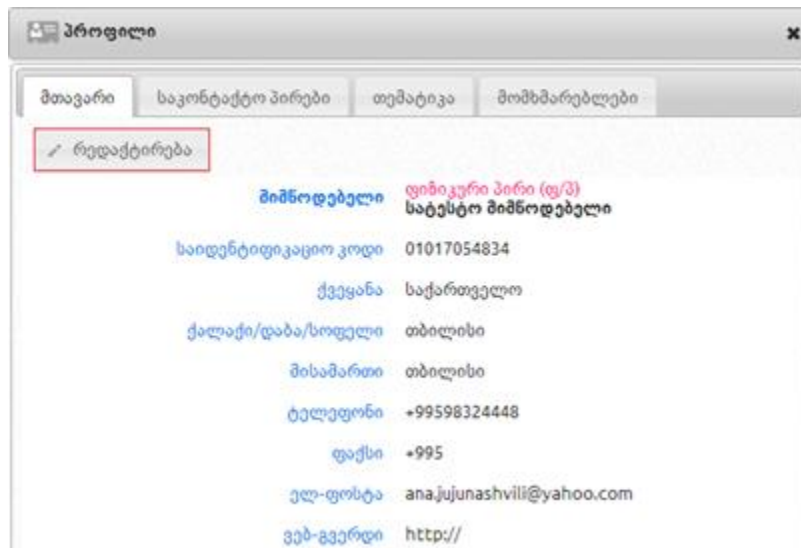 პროფილი
მთავარი საკონტაქტო პირები თემატიკა მომხმარებლები
რედაქტირება
მიმწოდებელი ფიზიკური პირი (ფ/პ)
სატესტო მიმწოდებელი
საიდენტიფიკაციო კოდი 01017054834
ქვეყანა საქართველო
ქალაქი/დაბა/სოფელი თბილისი
მისამართი თბილისი
ტელეფონი +99598324448
ფაქსი +995
ელ-ფოსტა ana.jujunashvili@yahoo.com
ვებ-გვერდი http://